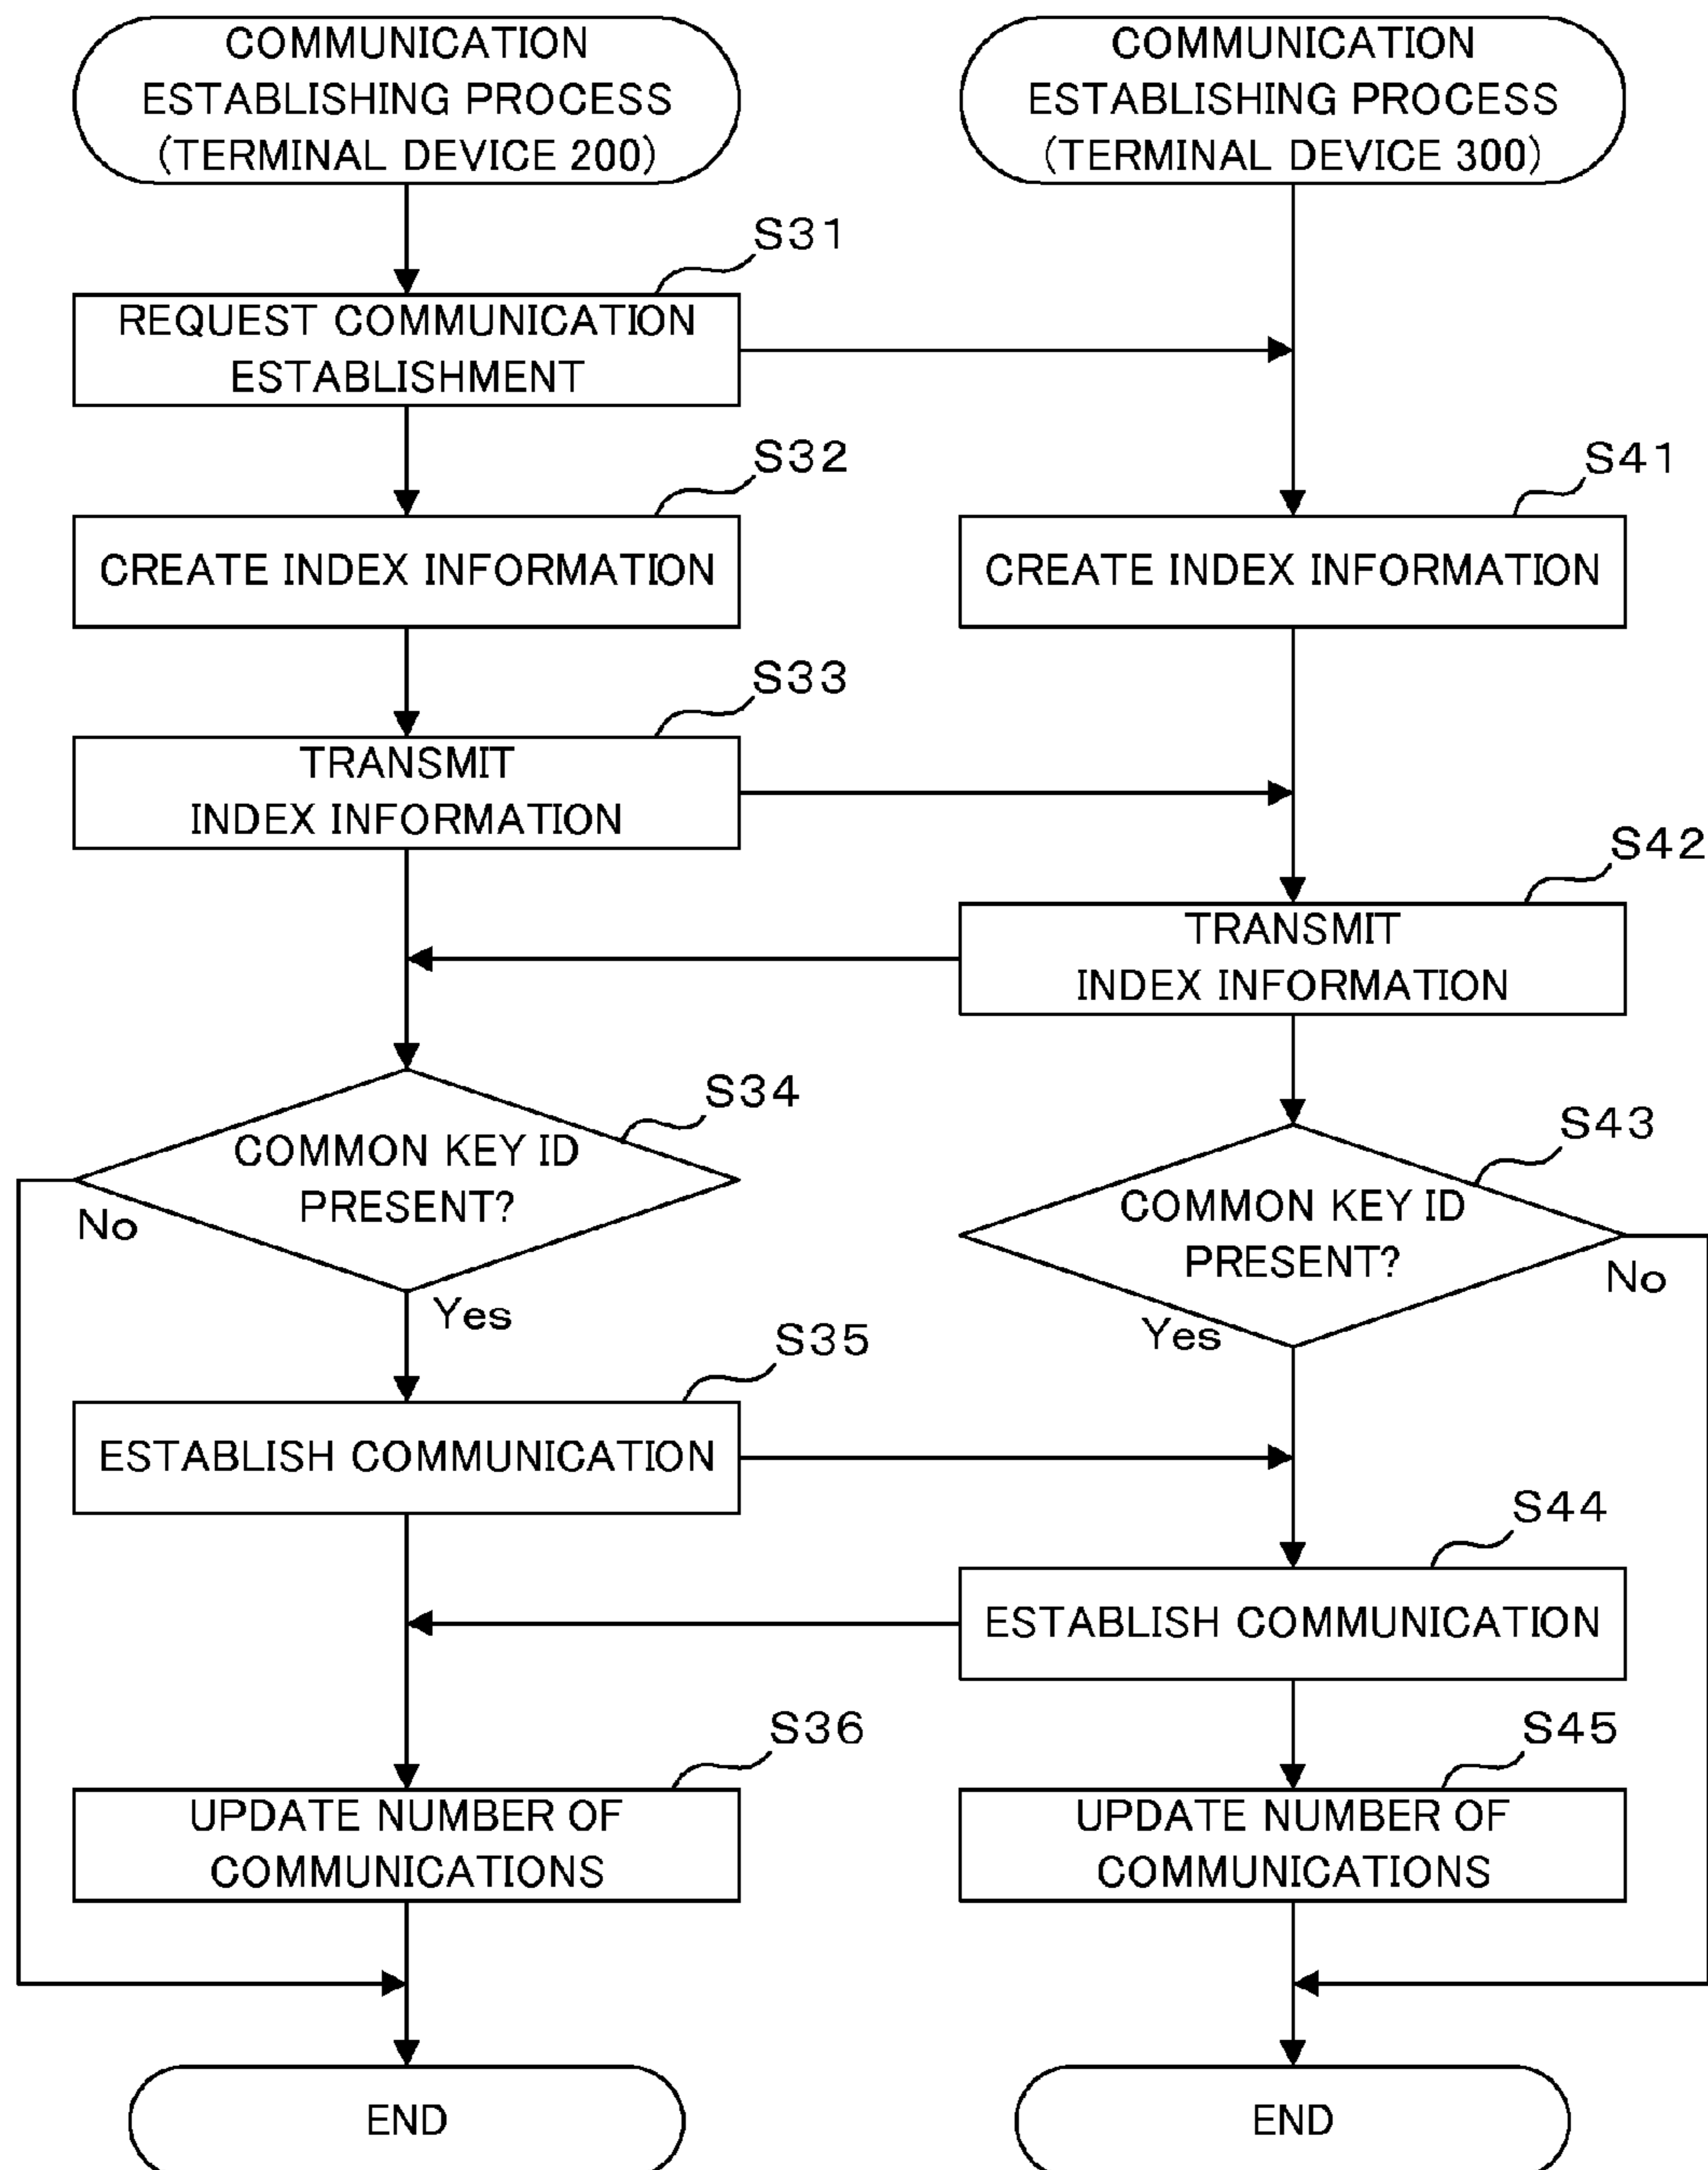 COMMUNICATION
ESTABLISHING PROCESS
(TERMINAL DEVICE 200)
COMMUNICATION
ESTABLISHING PROCESS
(TERMINAL DEVICE 300)
S31
REQUEST COMMUNICATION
ESTABLISHMENT
S32
CREATE INDEX INFORMATION
S41
CREATE INDEX INFORMATION
S33
TRANSMIT
INDEX INFORMATION
S42
TRANSMIT
INDEX INFORMATION
S34
COMMON KEY ID
PRESENT?
No
Yes
S43
COMMON KEY ID
PRESENT?
No
Yes
S35
ESTABLISH COMMUNICATION
S44
ESTABLISH COMMUNICATION
S36
UPDATE NUMBER OF
COMMUNICATIONS
S45
UPDATE NUMBER OF
COMMUNICATIONS
END
END